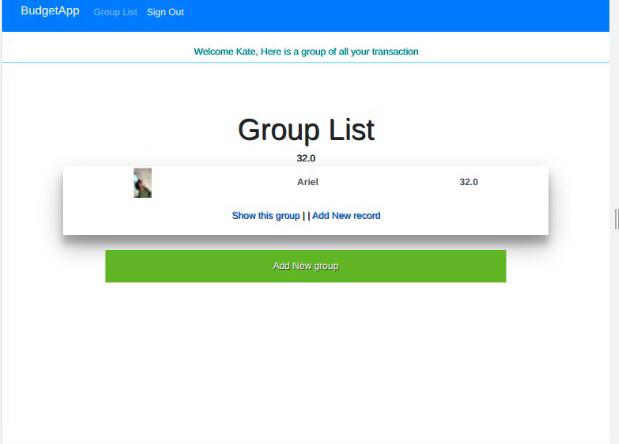 BudgetApp Group List Sign Out
Welcome Kate, Here is a group of all your transaction
Group List
32.0
Ariel 32.0
Show this group | | Add New record
Add New group